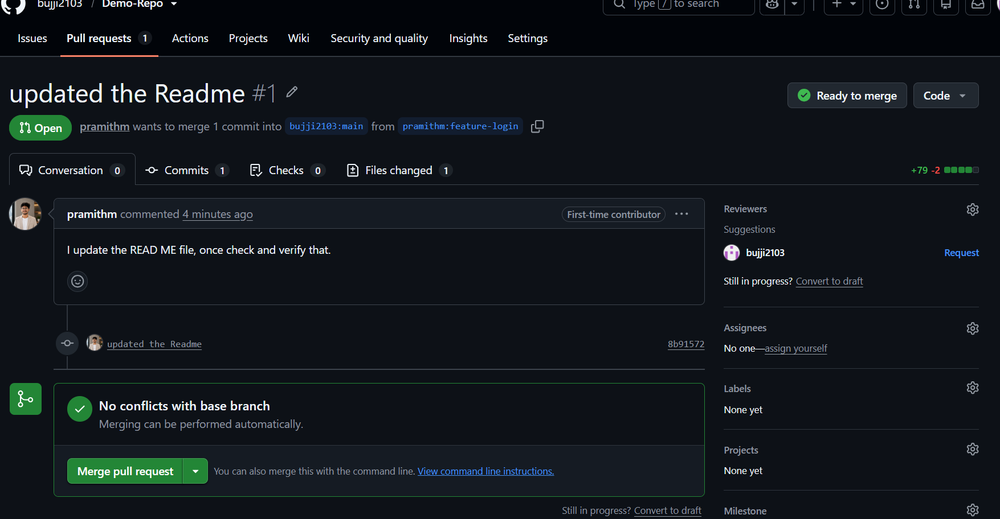 bujji2103 / Demo-Repo
Type / to search
Issues Pull requests 1 Actions Projects Wiki Security and quality Insights Settings
updated the Readme #1
Ready to merge Code
Open pramithm wants to merge 1 commit into bujji2103:main from pramithm:feature-login
Conversation 0 Commits 1 Checks 0 Files changed 1 +79 -2
pramithm commented 4 minutes ago First-time contributor
I update the READ ME file, once check and verify that.
updated the Readme 8b91572
No conflicts with base branch
Merging can be performed automatically.
Merge pull request You can also merge this with the command line. View command line instructions.
Still in progress? Convert to draft
Reviewers
Suggestions
bujji2103 Request
Still in progress? Convert to draft
Assignees
No one—assign yourself
Labels
None yet
Projects
None yet
Milestone